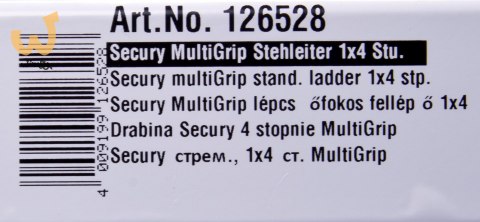 Art.No. 126528
Secury MultiGrip Stehleiter 1x4 Stu.
Secury multiGrip stand. ladder 1x4 stp.
Secury MultiGrip lépcs őfokos fellép ő 1x4
Drabina Secury 4 stopnie MultiGrip
Secury стрем., 1x4 ст. MultiGrip
4 009199 126528